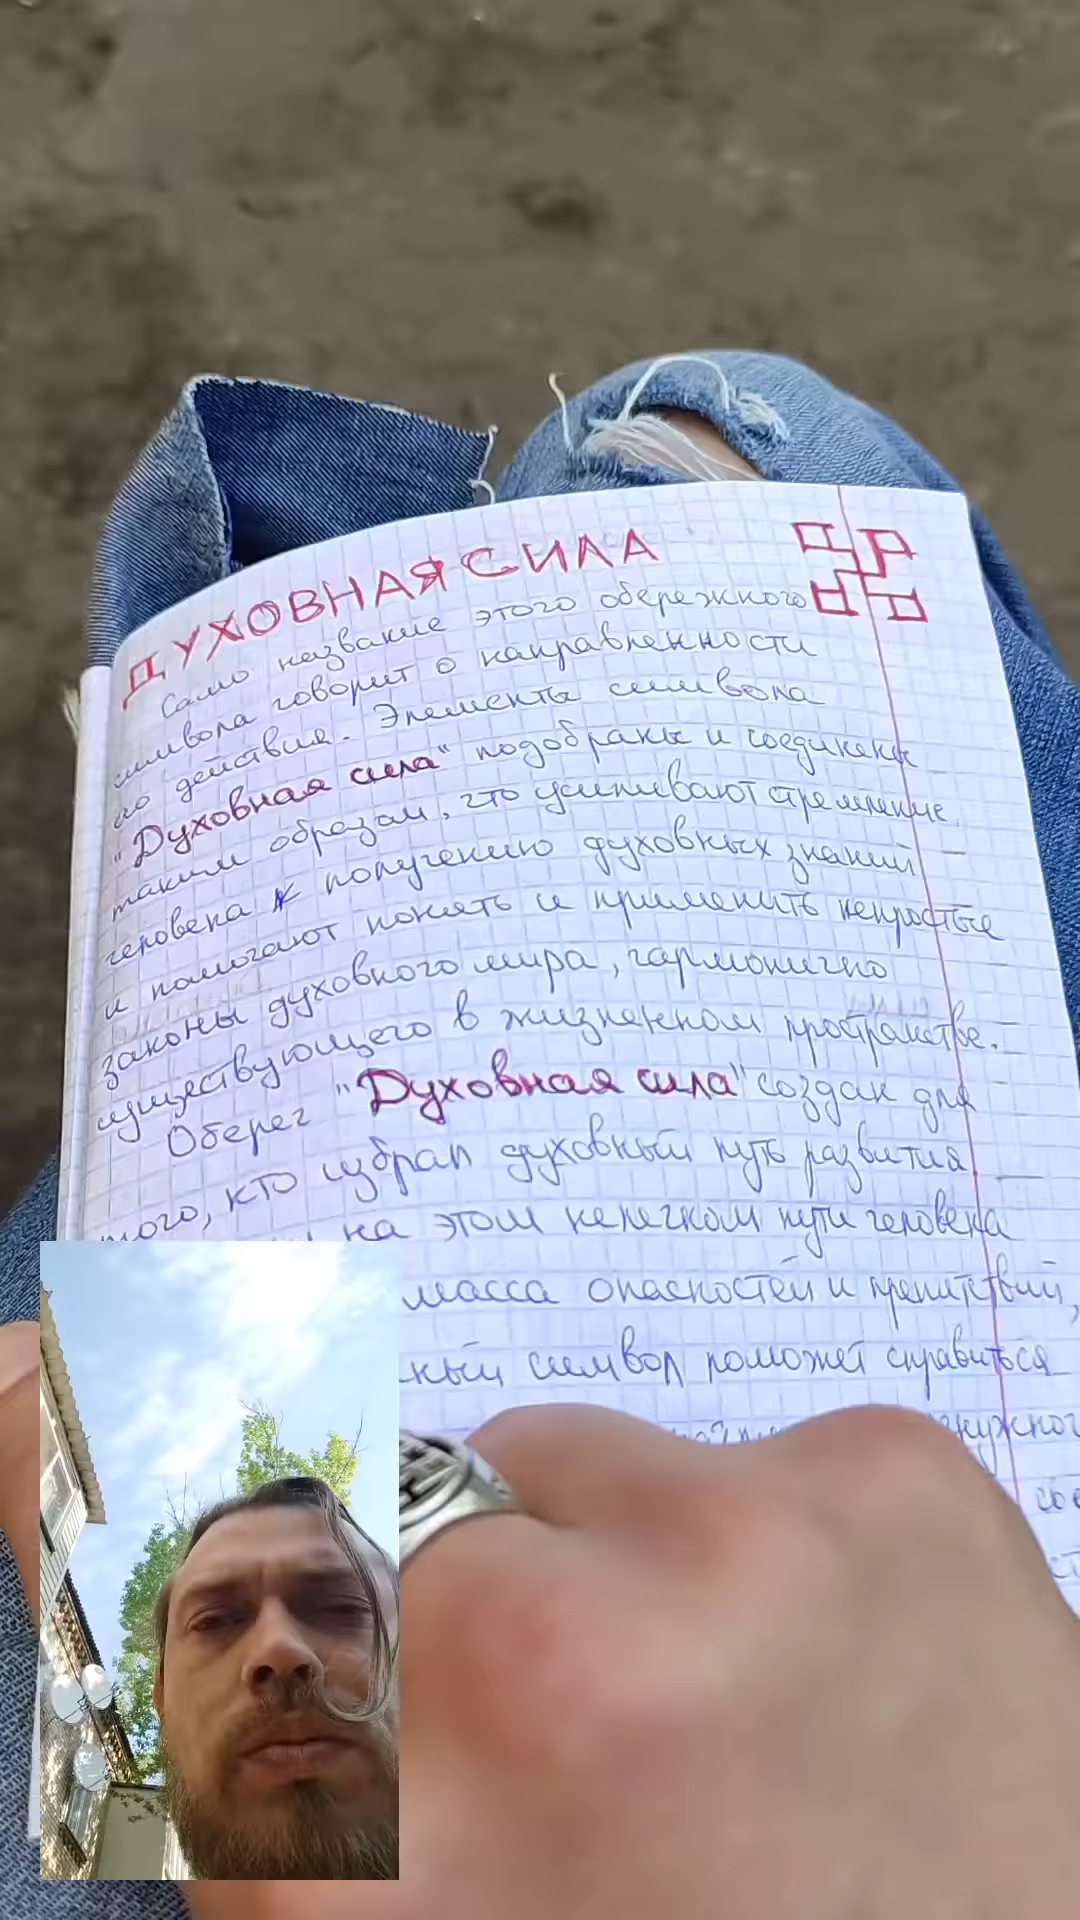 ДУХОВНАЯ СИЛА
Само название этого обережного
символа говорит о направленности
его действия. Элементы символа
"Духовная сила" подобраны и соединены
таким образом, что усиливают стремление
человека к получению духовных знаний
и помогают понять и применить непростые
законы духовного мира, гармонично
существующего в жизненном пространстве.
Оберег "Духовная сила" создан для
того, кто избрал духовный путь развития
на этом нелегком пути человека
масса опасностей и препятствий,
ный символ поможет справиться